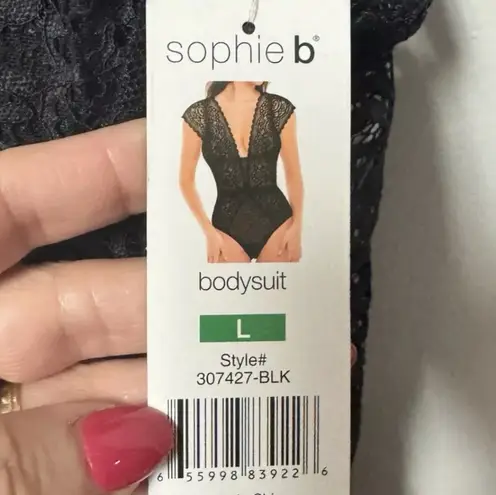 sophie b®
bodysuit
L
Style#
307427-BLK
6 55998 83922 6